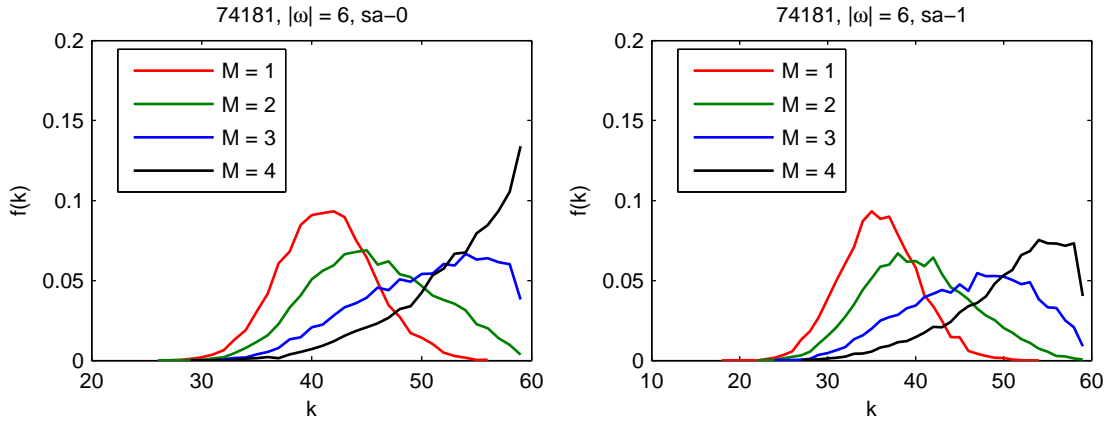 74181, |ω| = 6, sa−0
0.2
0.15
0.1
0.05
0
f(k)
M = 1
M = 2
M = 3
M = 4
20 30 40 50 60
k
74181, |ω| = 6, sa−1
0.2
0.15
0.1
0.05
0
f(k)
M = 1
M = 2
M = 3
M = 4
10 20 30 40 50 60
k